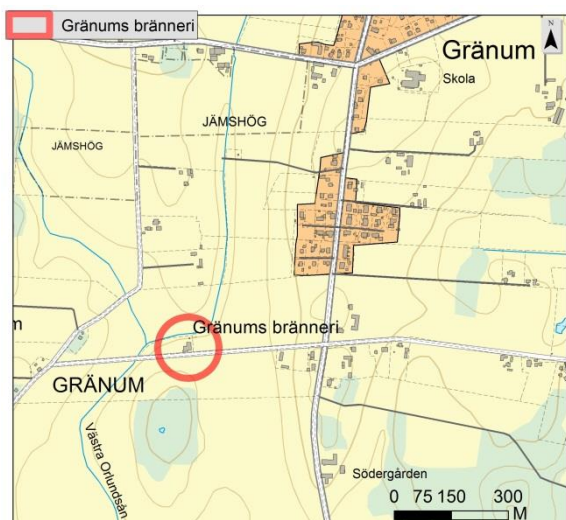 Gränums bränneri
N
Gränum
Skola
JÄMSHÖG
JÄMSHÖG
Gränums bränneri
m
GRÄNUM
Västra Orlundsån
Södergården
0 75 150 300
M